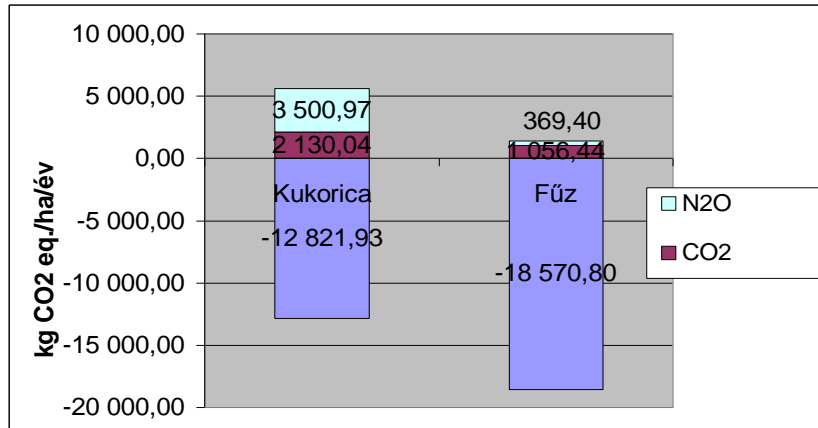 10 000,00
5 000,00
0,00
-5 000,00
-10 000,00
-15 000,00
-20 000,00
kg CO2 eq./ha/év
3 500,97
2 130,04
Kukorica
-12 821,93
369,40
1 056,44
Fűz
-18 570,80
N2O
CO2